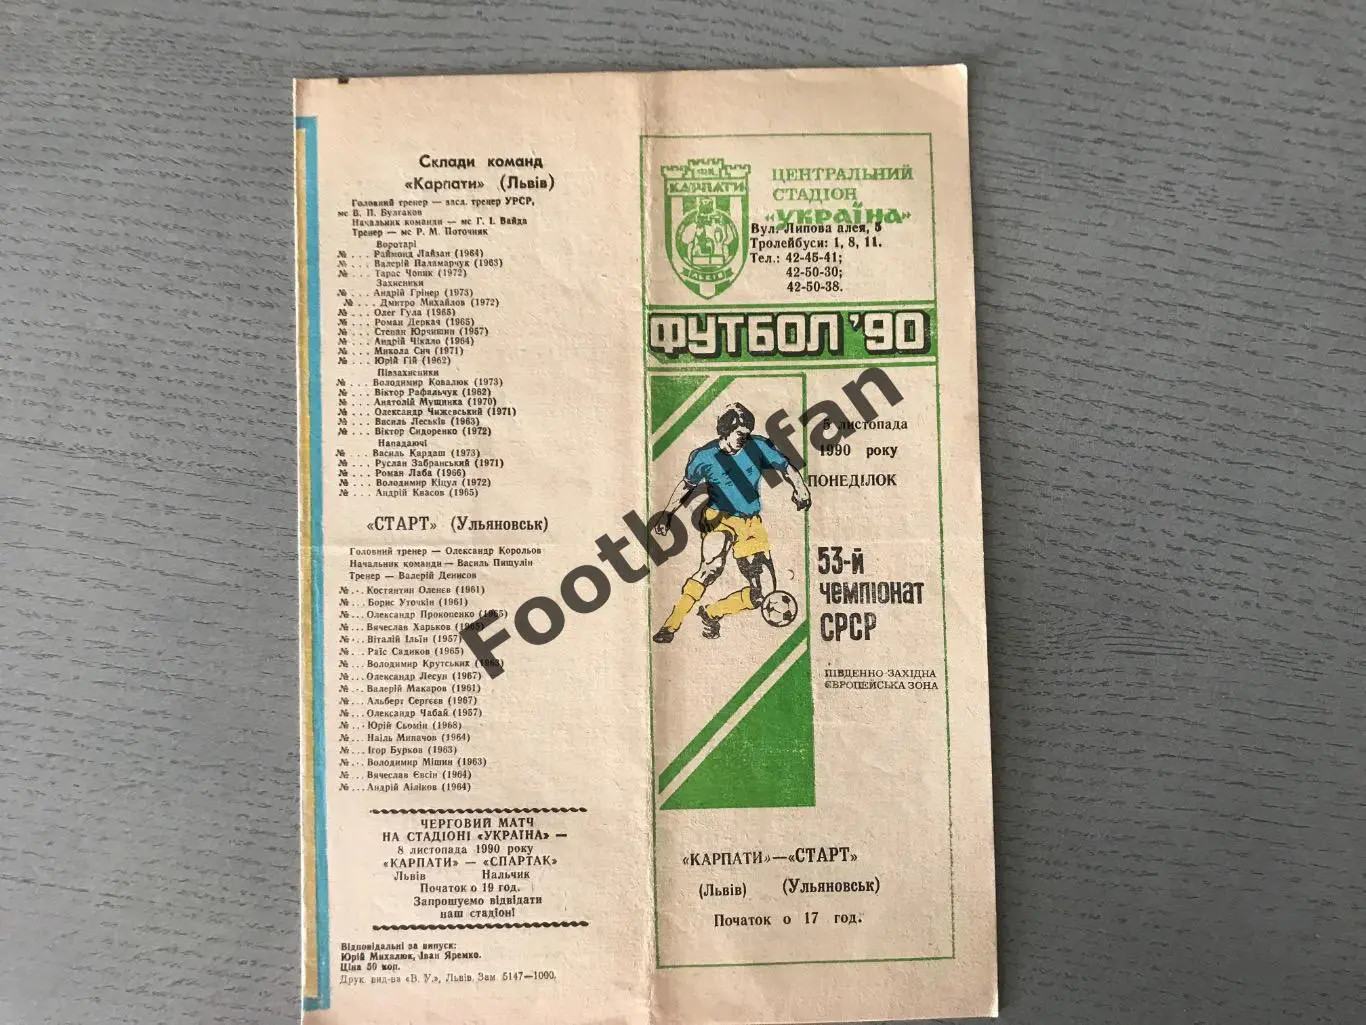 Склади команд
«Карпати» (Львів)
Головний тренер — засл. тренер УРСР,
мс В. П. Булгаков
Начальник команди — мс Г. І. Вайда
Тренер — мс Р. М. Поточняк
Воротарі
№ . . . Раймонд Лайзан (1964)
№ . . . Валерій Паламарчук (1963)
№ . . . Тарас Чопик (1972)
Захисники
№ . . . Андрій Грінер (1973)
№ . . . Дмитро Михайлов (1972)
№ . . . Олег Гула (1965)
№ . . . Роман Деркач (1965)
№ . . . Степан Юрчишин (1957)
№ . . . Андрій Чікало (1964)
№ . . . Микола Сич (1971)
№ . . . Юрій Гій (1962)
Півзахисники
№ . . . Володимир Ковалюк (1973)
№ . . . Віктор Рафальчук (1962)
№ . . . Анатолій Мущинка (1970)
№ . . . Олександр Чижевський (1971)
№ . . . Василь Леськів (1963)
№ . . . Віктор Сидоренко (1972)
Нападаючі
№ . . . Василь Кардаш (1973)
№ . . . Руслан Забранський (1971)
№ . . . Роман Лаба (1966)
№ . . . Володимир Кіцул (1972)
№ . . . Андрій Квасов (1965)
«СТАРТ» (Ульяновськ)
Головний тренер — Олександр Корольов
Начальник команди — Василь Пищулін
Тренер — Валерій Денисов
№ . . Костянтин Оленєв (1961)
№ . . . Борис Уточкін (1961)
№ . . . Олександр Прокопенко (1965)
№ . . . Вячеслав Харьков (1965)
№ . . . Віталій Ільїн (1957)
№ . . . Раїс Садиков (1965)
№ . . . Володимир Крутських (1963)
№ . . . Олександр Лесун (1967)
№ . . . Валерій Макаров (1961)
№ . . . Альберт Сергєєв (1967)
№ . . . Олександр Чабай (1957)
№ . . . Юрій Сьомін (1968)
№ . . . Наіль Миначов (1964)
№ . . . Ігор Бурков (1963)
№ . . . Володимир Мішин (1963)
№ . . . Вячеслав Євсін (1964)
№ . . . Андрій Аіліков (1964)
ЧЕРГОВИЙ МАТЧ
НА СТАДІОНІ «УКРАЇНА» —
8 листопада 1990 року
«КАРПАТИ» — «СПАРТАК»
Львів Нальчик
Початок о 19 год.
Запрошуємо відвідати
наш стадіон!
Відповідальні за випуск:
Юрій Михалюк, Іван Яремко.
Ціна 50 коп.
Друк. вид-ва «В. У.», Львів. Зам. 5147—1000.
ФК
КАРПАТИ
ЛЬВІВ
ЦЕНТРАЛЬНИЙ
СТАДІОН
«УКРАЇНА»
Вул. Липова алея, 5
Тролейбуси: 1, 8, 11.
Тел.: 42-45-41;
42-50-30;
42-50-38.
ФУТБОЛ '90
5 листопада
1990 року
ПОНЕДІЛОК
53-й
чемпіонат
СРСР
ПІВДЕННО-ЗАХІДНА
ЄВРОПЕЙСЬКА ЗОНА
«КАРПАТИ»—«СТАРТ»
(Львів) (Ульяновськ)
Початок о 17 год.
Footballfan